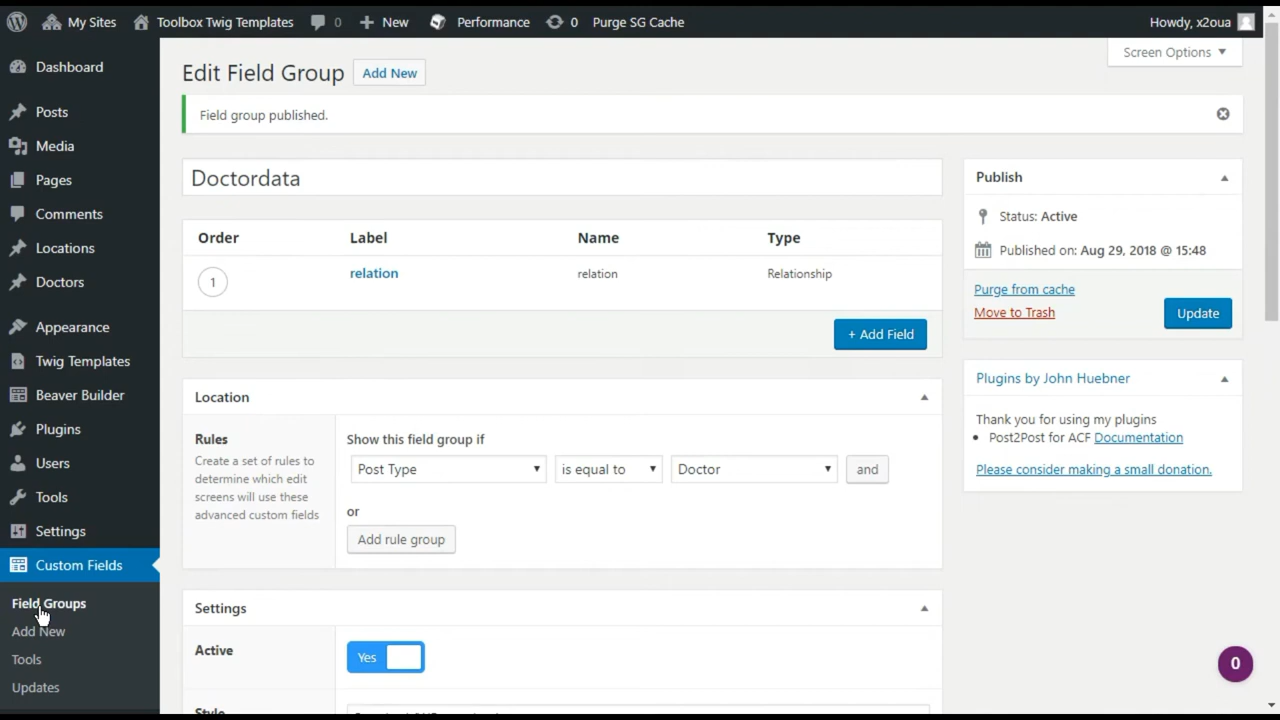 My Sites Toolbox Twig Templates 0 New Performance 0 Purge SG Cache Howdy, x2oua
Dashboard
Posts
Media
Pages
Comments
Locations
Doctors
Appearance
Twig Templates
Beaver Builder
Plugins
Users
Tools
Settings
Custom Fields
Field Groups
Add New
Tools
Updates
Screen Options
Edit Field Group Add New
Field group published.
Doctordata
Order Label Name Type
1 relation relation Relationship
+ Add Field
Location
Rules
Create a set of rules to
determine which edit
screens will use these
advanced custom fields
Show this field group if
Post Type is equal to Doctor and
or
Add rule group
Settings
Active Yes
Publish
Status: Active
Published on: Aug 29, 2018 @ 15:48
Purge from cache
Move to Trash
Update
Plugins by John Huebner
Thank you for using my plugins
Post2Post for ACF Documentation
Please consider making a small donation.
0